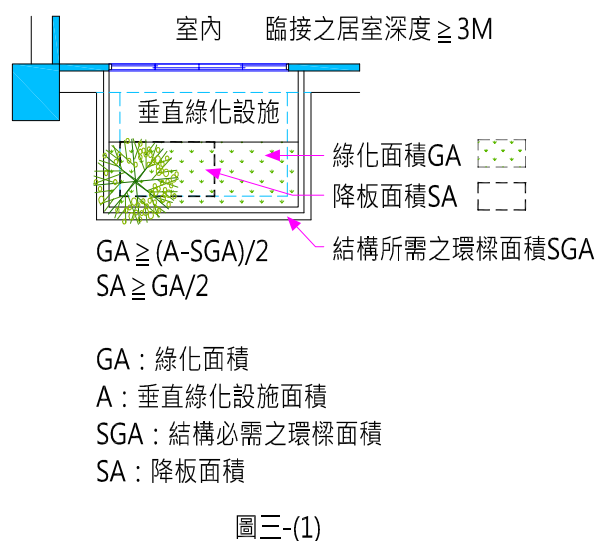 室內 臨接之居室深度≧3M
垂直綠化設施
綠化面積GA
降板面積SA
結構所需之環樑面積SGA
GA≧(A-SGA)/2
SA≧GA/2
GA：綠化面積
A：垂直綠化設施面積
SGA：結構必需之環樑面積
SA：降板面積
圖三-(1)